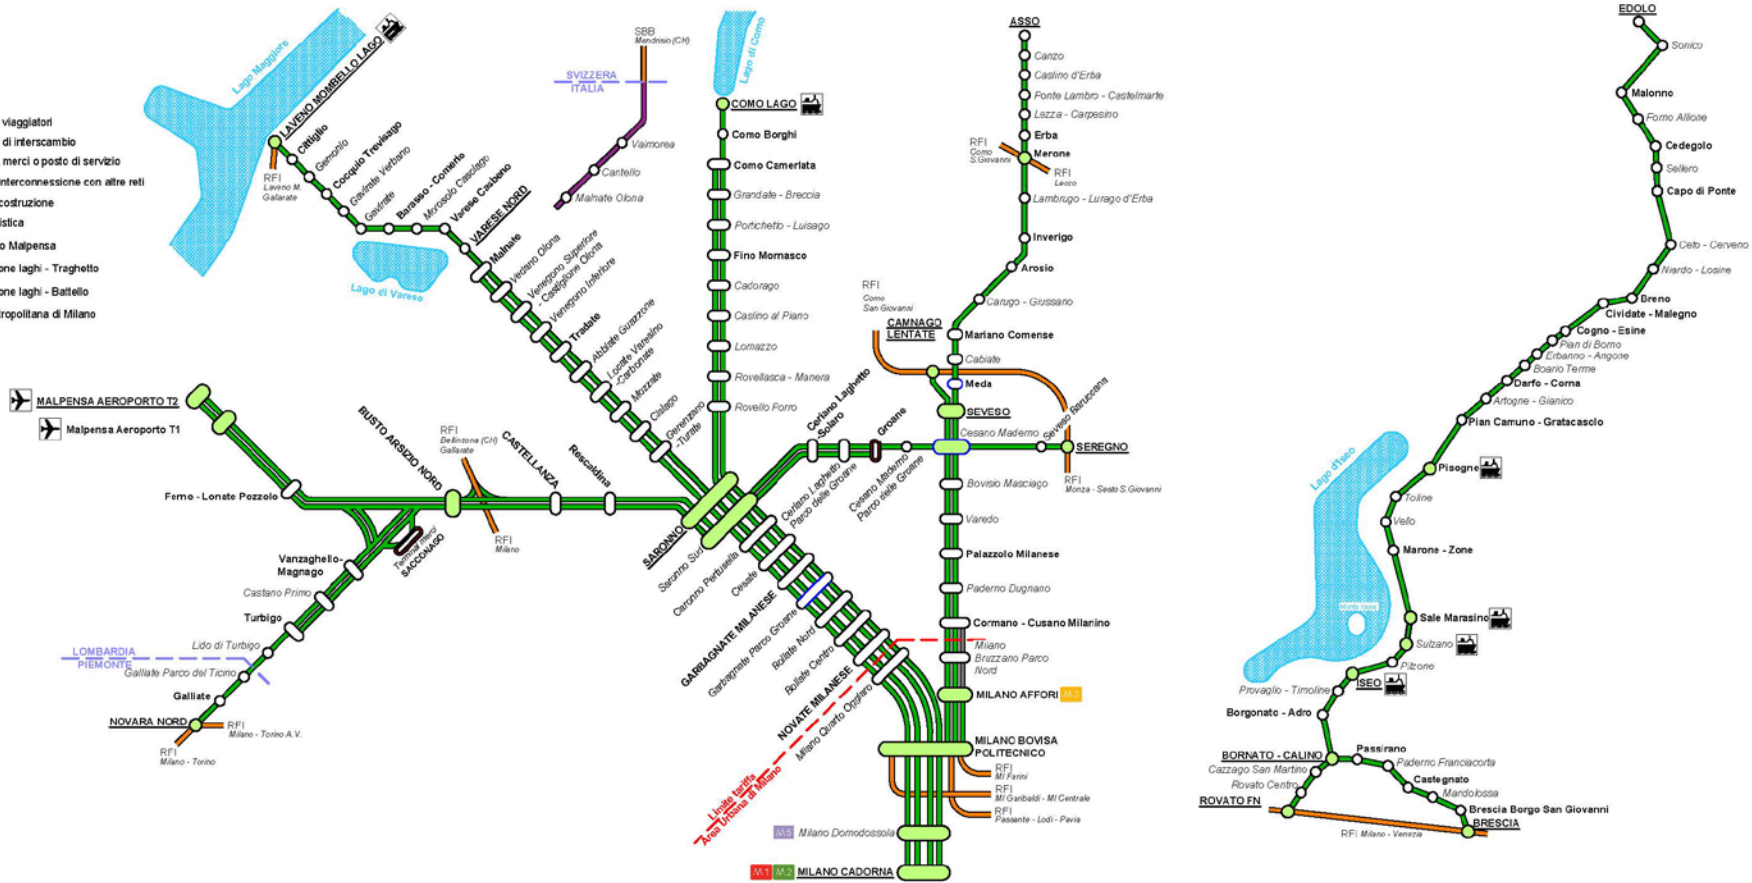 viaggiatori
di interscambio
merci o posto di servizio
interconnessione con altre reti
costruzione
istica
o Malpensa
one laghi - Traghetto
one laghi - Battello
tropolitana di Milano
Lago Maggiore
LAVENO MOMBELLO LAGO
RFI
Laveno M.
Gallarate
Cittiglio
Gemonio
Cocquio Trevisago
Gavirate Verbano
Gavirate
Barasso - Comerio
Morosolo Casciago
Varese Casbeno
VARESE NORD
Lago di Varese
Malnate
Vedano Olona
Venegono Superiore
- Castiglione Olona
Venegono Inferiore
Tradate
Abbiate Guazzone
Locate Varesino
-Carbonate
Mozzate
Cislago
Gerenzano
-Turate
SBB
Mendrisio (CH)
SVIZZERA
ITALIA
Vaimorea
Cantello
Malnate Olona
Lago di Como
COMO LAGO
Como Borghi
Como Camerlata
Grandate - Breccia
Portichetto - Luisago
Fino Mornasco
Cadorago
Caslino al Piano
Lomazzo
Rovellasca - Manera
Rovello Porro
ASSO
Canzo
Caslino d'Erba
Ponte Lambro - Castelmarte
Lezza - Carpesino
Erba
RFI
Como
S.Giovanni
Merone
RFI
Lecco
Lambrugo - Lurago d'Erba
Inverigo
Arosio
Carugo - Giussano
RFI
Como
San Giovanni
CAMNAGO
LENTATE
Mariano Comense
Cabiate
Meda
SEVESO
Cesano Maderno
Seveso Baruccana
SEREGNO
RFI
Monza - Sesto S.Giovanni
Ceriano Laghetto
-Solaro
Groane
Ceriano Laghetto
Parco delle Groane
Cesano Maderno
Parco delle Groane
Bovisio Masciago
Varedo
Palazzolo Milanese
Paderno Dugnano
Cormano - Cusano Milanino
Milano
Bruzzano Parco
Nord
MILANO AFFORI M3
MILANO BOVISA
POLITECNICO
RFI
MI Farini
RFI
MI Garibaldi - MI Centrale
RFI
Passante - Lodi - Pavia
M5 Milano Domodossola
M1 M2 MILANO CADORNA
MALPENSA AEROPORTO T2
Malpensa Aeroporto T1
Ferno - Lonate Pozzolo
BUSTO ARSIZIO NORD
RFI
Bellinzona (CH)
Gallarate
CASTELLANZA
Rescaldina
RFI
Milano
Terminal merci
SACCONAGO
Vanzaghello-
Magnago
Castano Primo
Turbigo
Lido di Turbigo
LOMBARDIA
PIEMONTE
Galliate Parco del Ticino
Galliate
NOVARA NORD
RFI
Milano - Torino A.V.
RFI
Milano - Torino
SARONNO
Saronno Sud
Caronno Pertusella
Cesate
GARBAGNATE MILANESE
Garbagnate Parco Groane
Bollate Nord
Bollate Centro
NOVATE MILANESE
Milano Quarto Oggiaro
Limite tariffa
Area Urbana di Milano
EDOLO
Sonico
Malonno
Forno Allione
Cedegolo
Sellero
Capo di Ponte
Ceto - Cerveno
Niardo - Losine
Breno
Cividate - Malegno
Cogno - Esine
Pian di Borno
Erbanno - Angone
Boario Terme
Darfo - Corna
Artogne - Gianico
Pian Camuno - Gratacasolo
Pisogne
Lago d'Iseo
Toline
Vello
Marone - Zone
Monte Isola
Sale Marasino
Sulzano
Pilzone
ISEO
Provaglio - Timoline
Borgonato - Adro
BORNATO - CALINO
Passirano
Paderno Franciacorta
Cazzago San Martino
Castegnato
Rovato Centro
Mandolossa
ROVATO FN
Brescia Borgo San Giovanni
BRESCIA
RFI Milano - Venezia